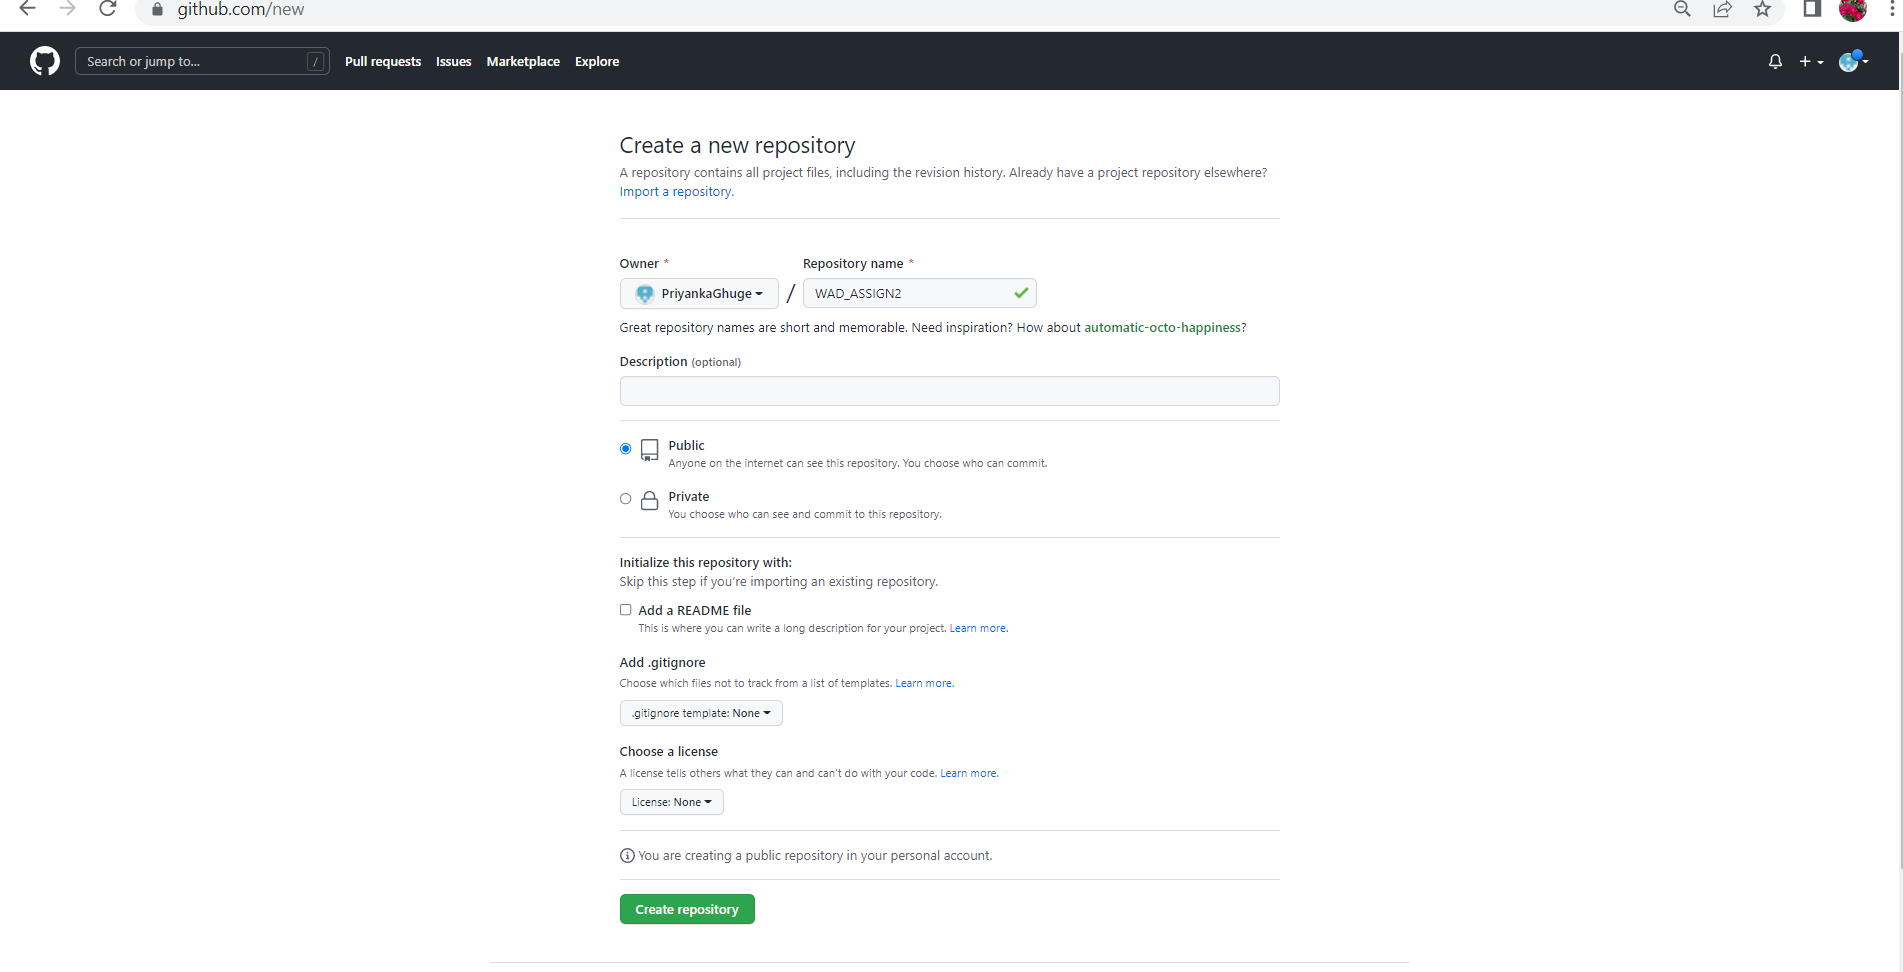 github.com/new
Search or jump to... /
Pull requests Issues Marketplace Explore
Create a new repository
A repository contains all project files, including the revision history. Already have a project repository elsewhere?
Import a repository.
Owner * Repository name *
PriyankaGhuge / WAD_ASSIGN2
Great repository names are short and memorable. Need inspiration? How about automatic-octo-happiness?
Description (optional)
Public
Anyone on the internet can see this repository. You choose who can commit.
Private
You choose who can see and commit to this repository.
Initialize this repository with:
Skip this step if you’re importing an existing repository.
Add a README file
This is where you can write a long description for your project. Learn more.
Add .gitignore
Choose which files not to track from a list of templates. Learn more.
.gitignore template: None
Choose a license
A license tells others what they can and can't do with your code. Learn more.
License: None
You are creating a public repository in your personal account.
Create repository